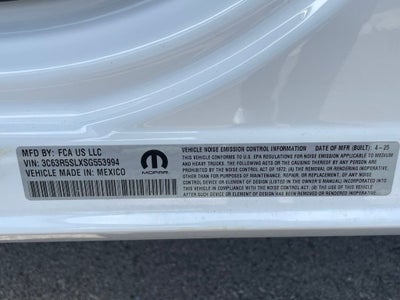 MFD BY: FCA US LLC
VIN: 3C63R5SLXSG553994
VEHICLE MADE IN: MEXICO
MOPAR
VEHICLE NOISE EMISSION CONTROL INFORMATION DATE OF MFR (BUILT): 4-25
THIS VEHICLE CONFORMS TO U.S. EPA REGULATIONS FOR NOISE EMISSION APPLICABLE TO MEDIUM
AND HEAVY TRUCKS. THE FOLLOWING ACTS OR THE CAUSING THEREOF BY ANY PERSON ARE
PROHIBITED BY THE NOISE CONTROL ACT OF 1972: (A) THE REMOVAL OR RENDERING INOPERATIVE,
OTHER THAN FOR PURPOSES OF MAINTENANCE, REPAIR, OR REPLACEMENT, OF ANY NOISE
CONTROL DEVICE OR ELEMENT OF DESIGN (LISTED IN THE OWNER'S MANUAL) INCORPORATED
INTO THIS VEHICLE IN COMPLIANCE WITH THE NOISE CONTROL ACT; (B) THE USE OF THIS VEHICLE
AFTER SUCH DEVICE OR ELEMENT OF DESIGN HAS BEEN REMOVED OR RENDERED INOPERATIVE.